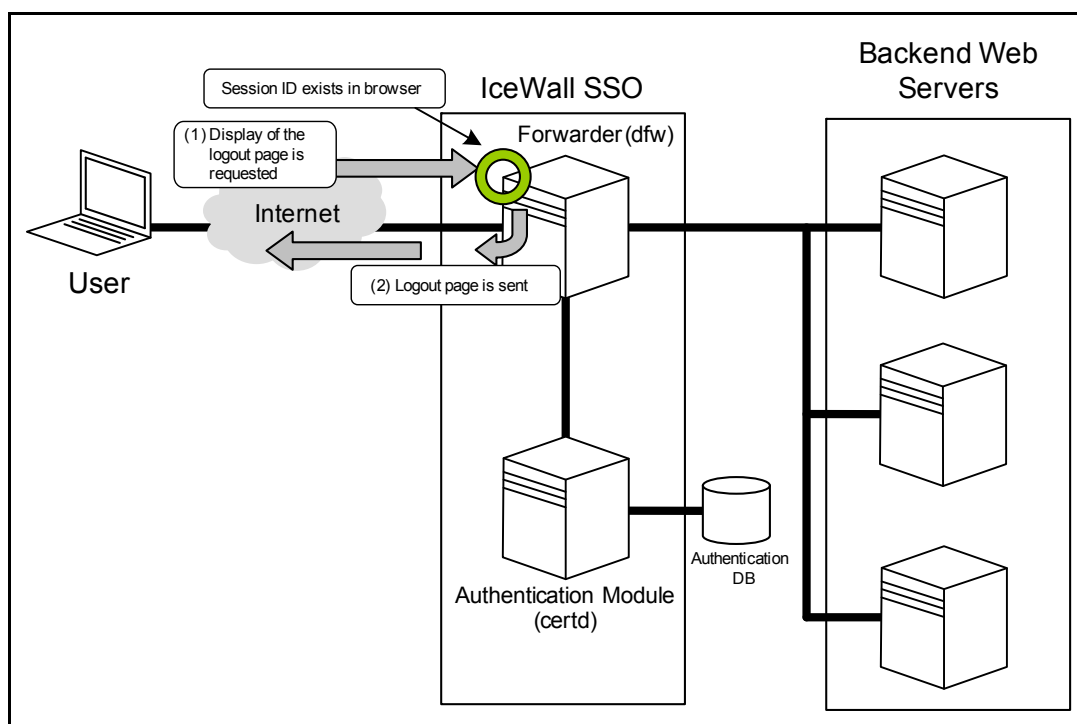 Backend Web
Servers
IceWall SSO
Session ID exists in browser
Forwarder (dfw)
(1) Display of the
logout page is
requested
Internet
User
(2) Logout page is sent
Authentication
DB
Authentication Module
(certd)